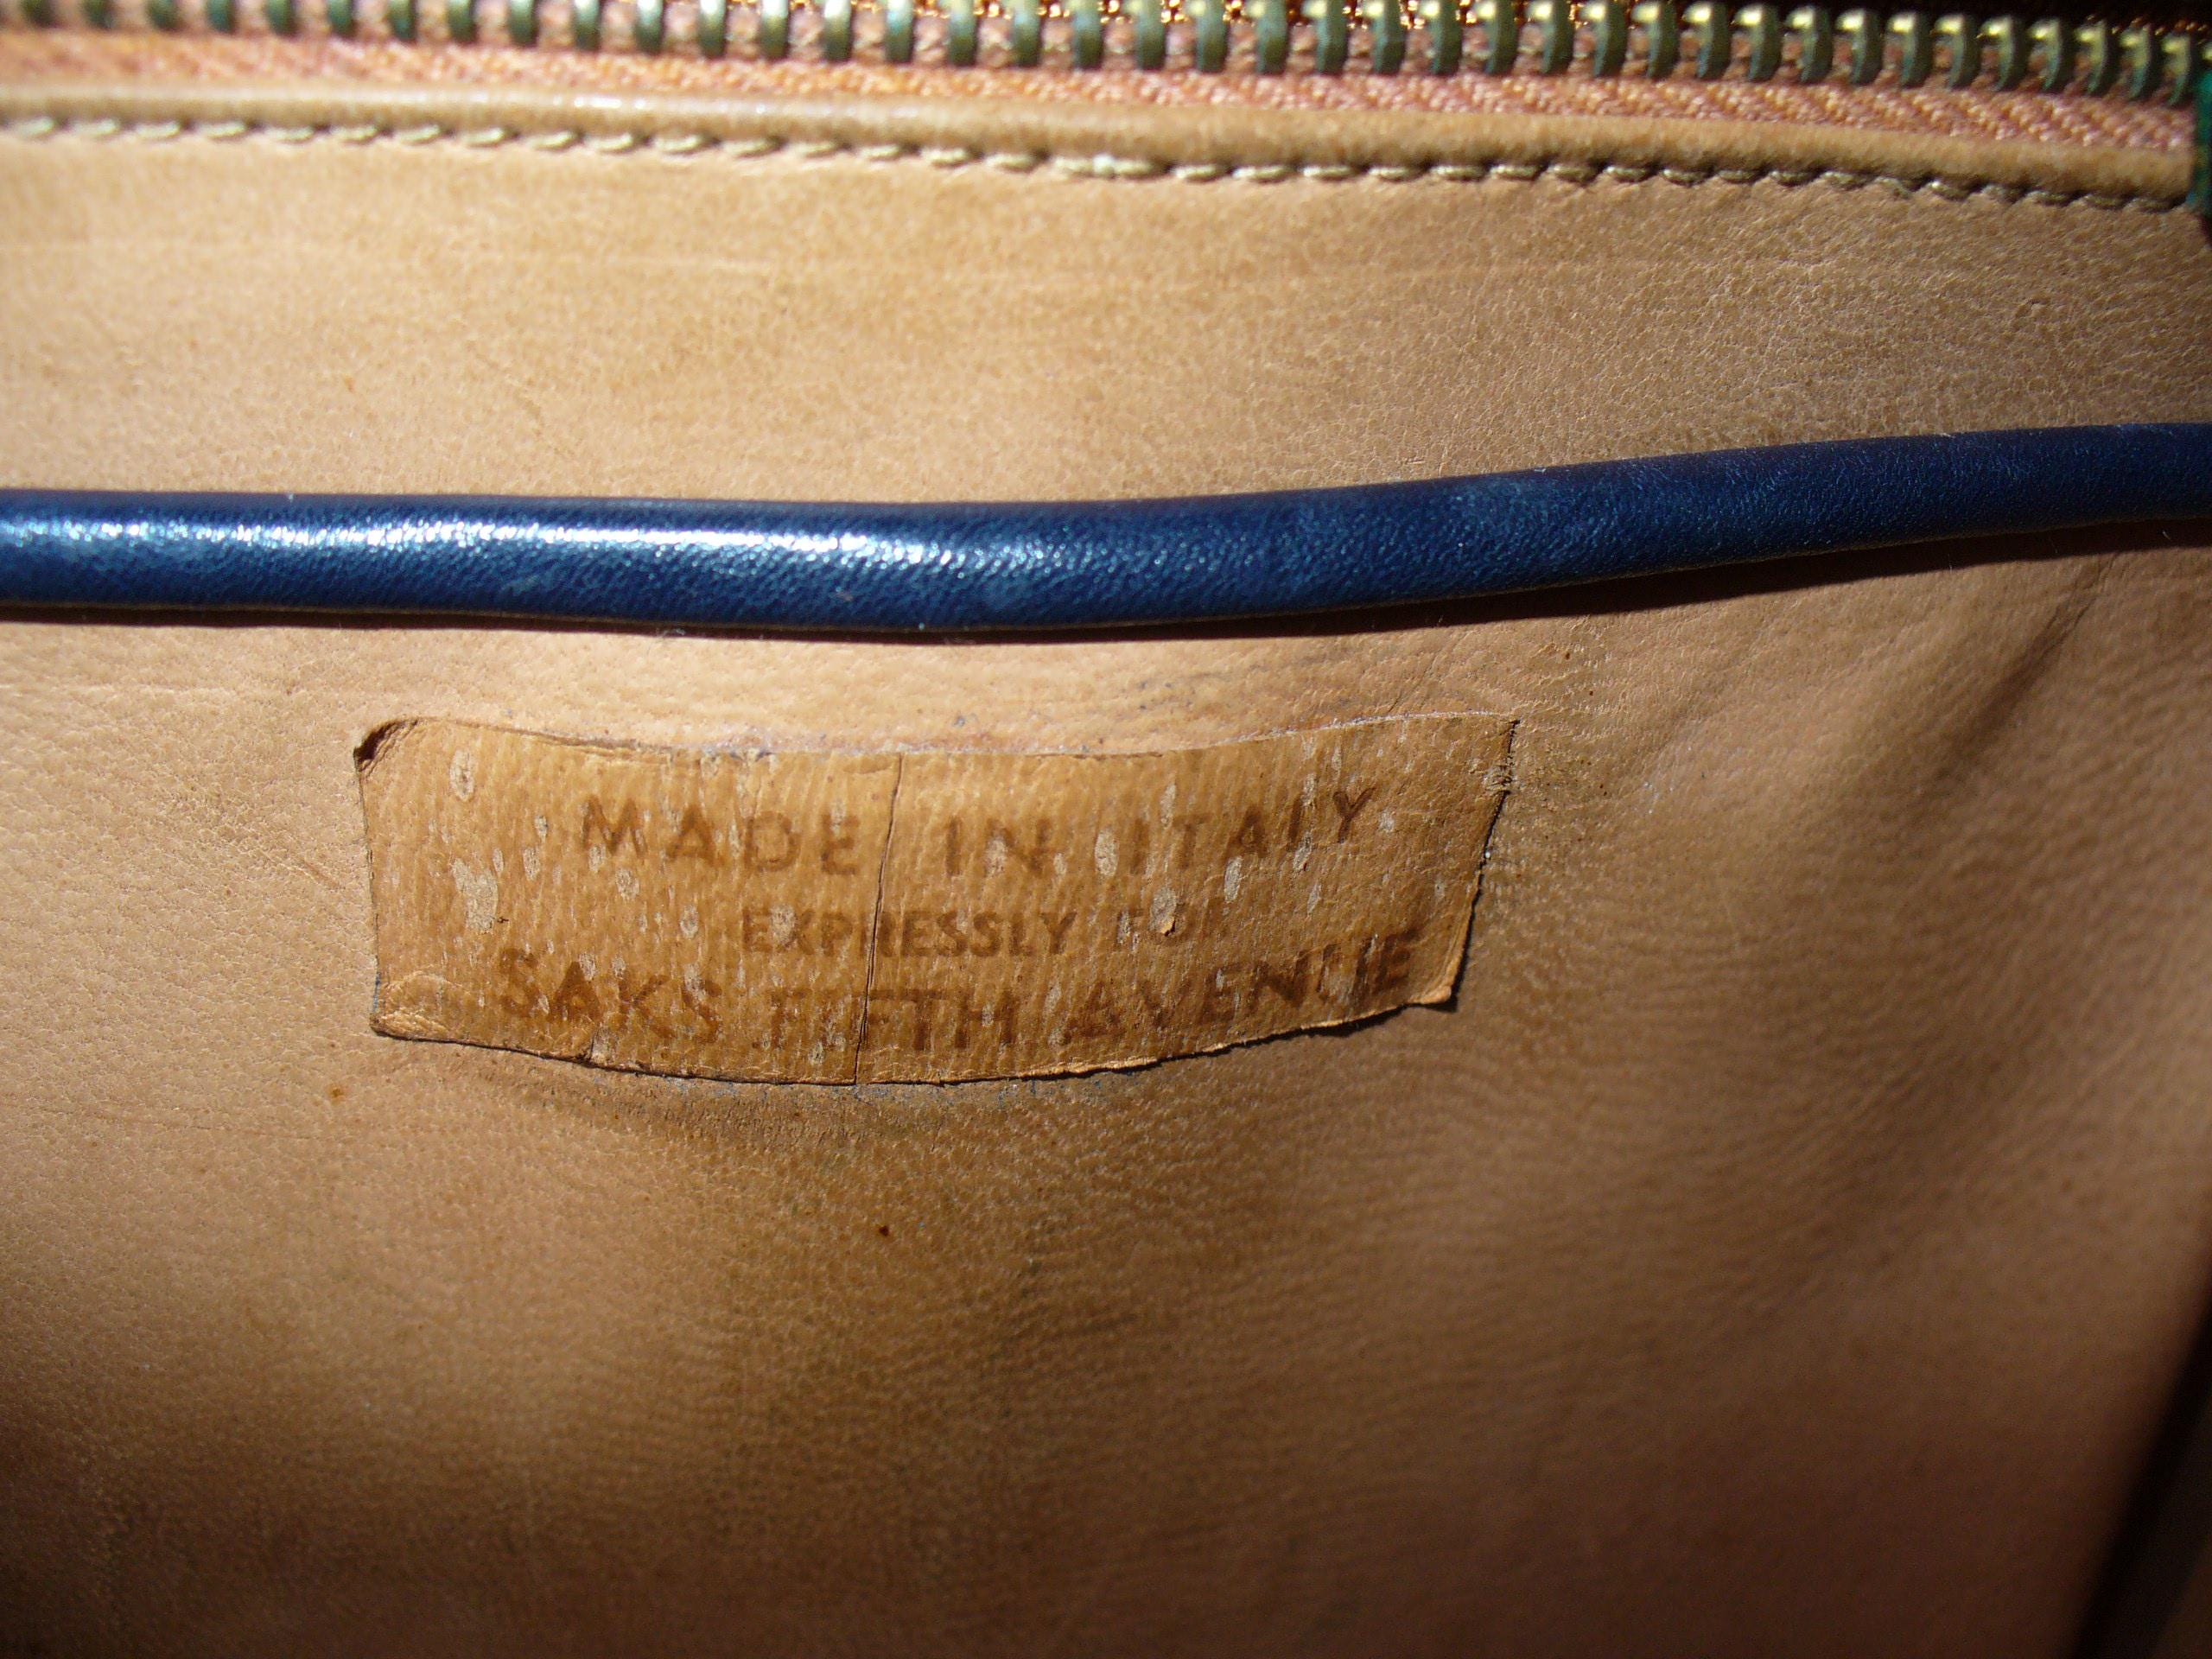 MADE IN ITALY
EXPRESSLY FOR
SAKS FIFTH AVENUE